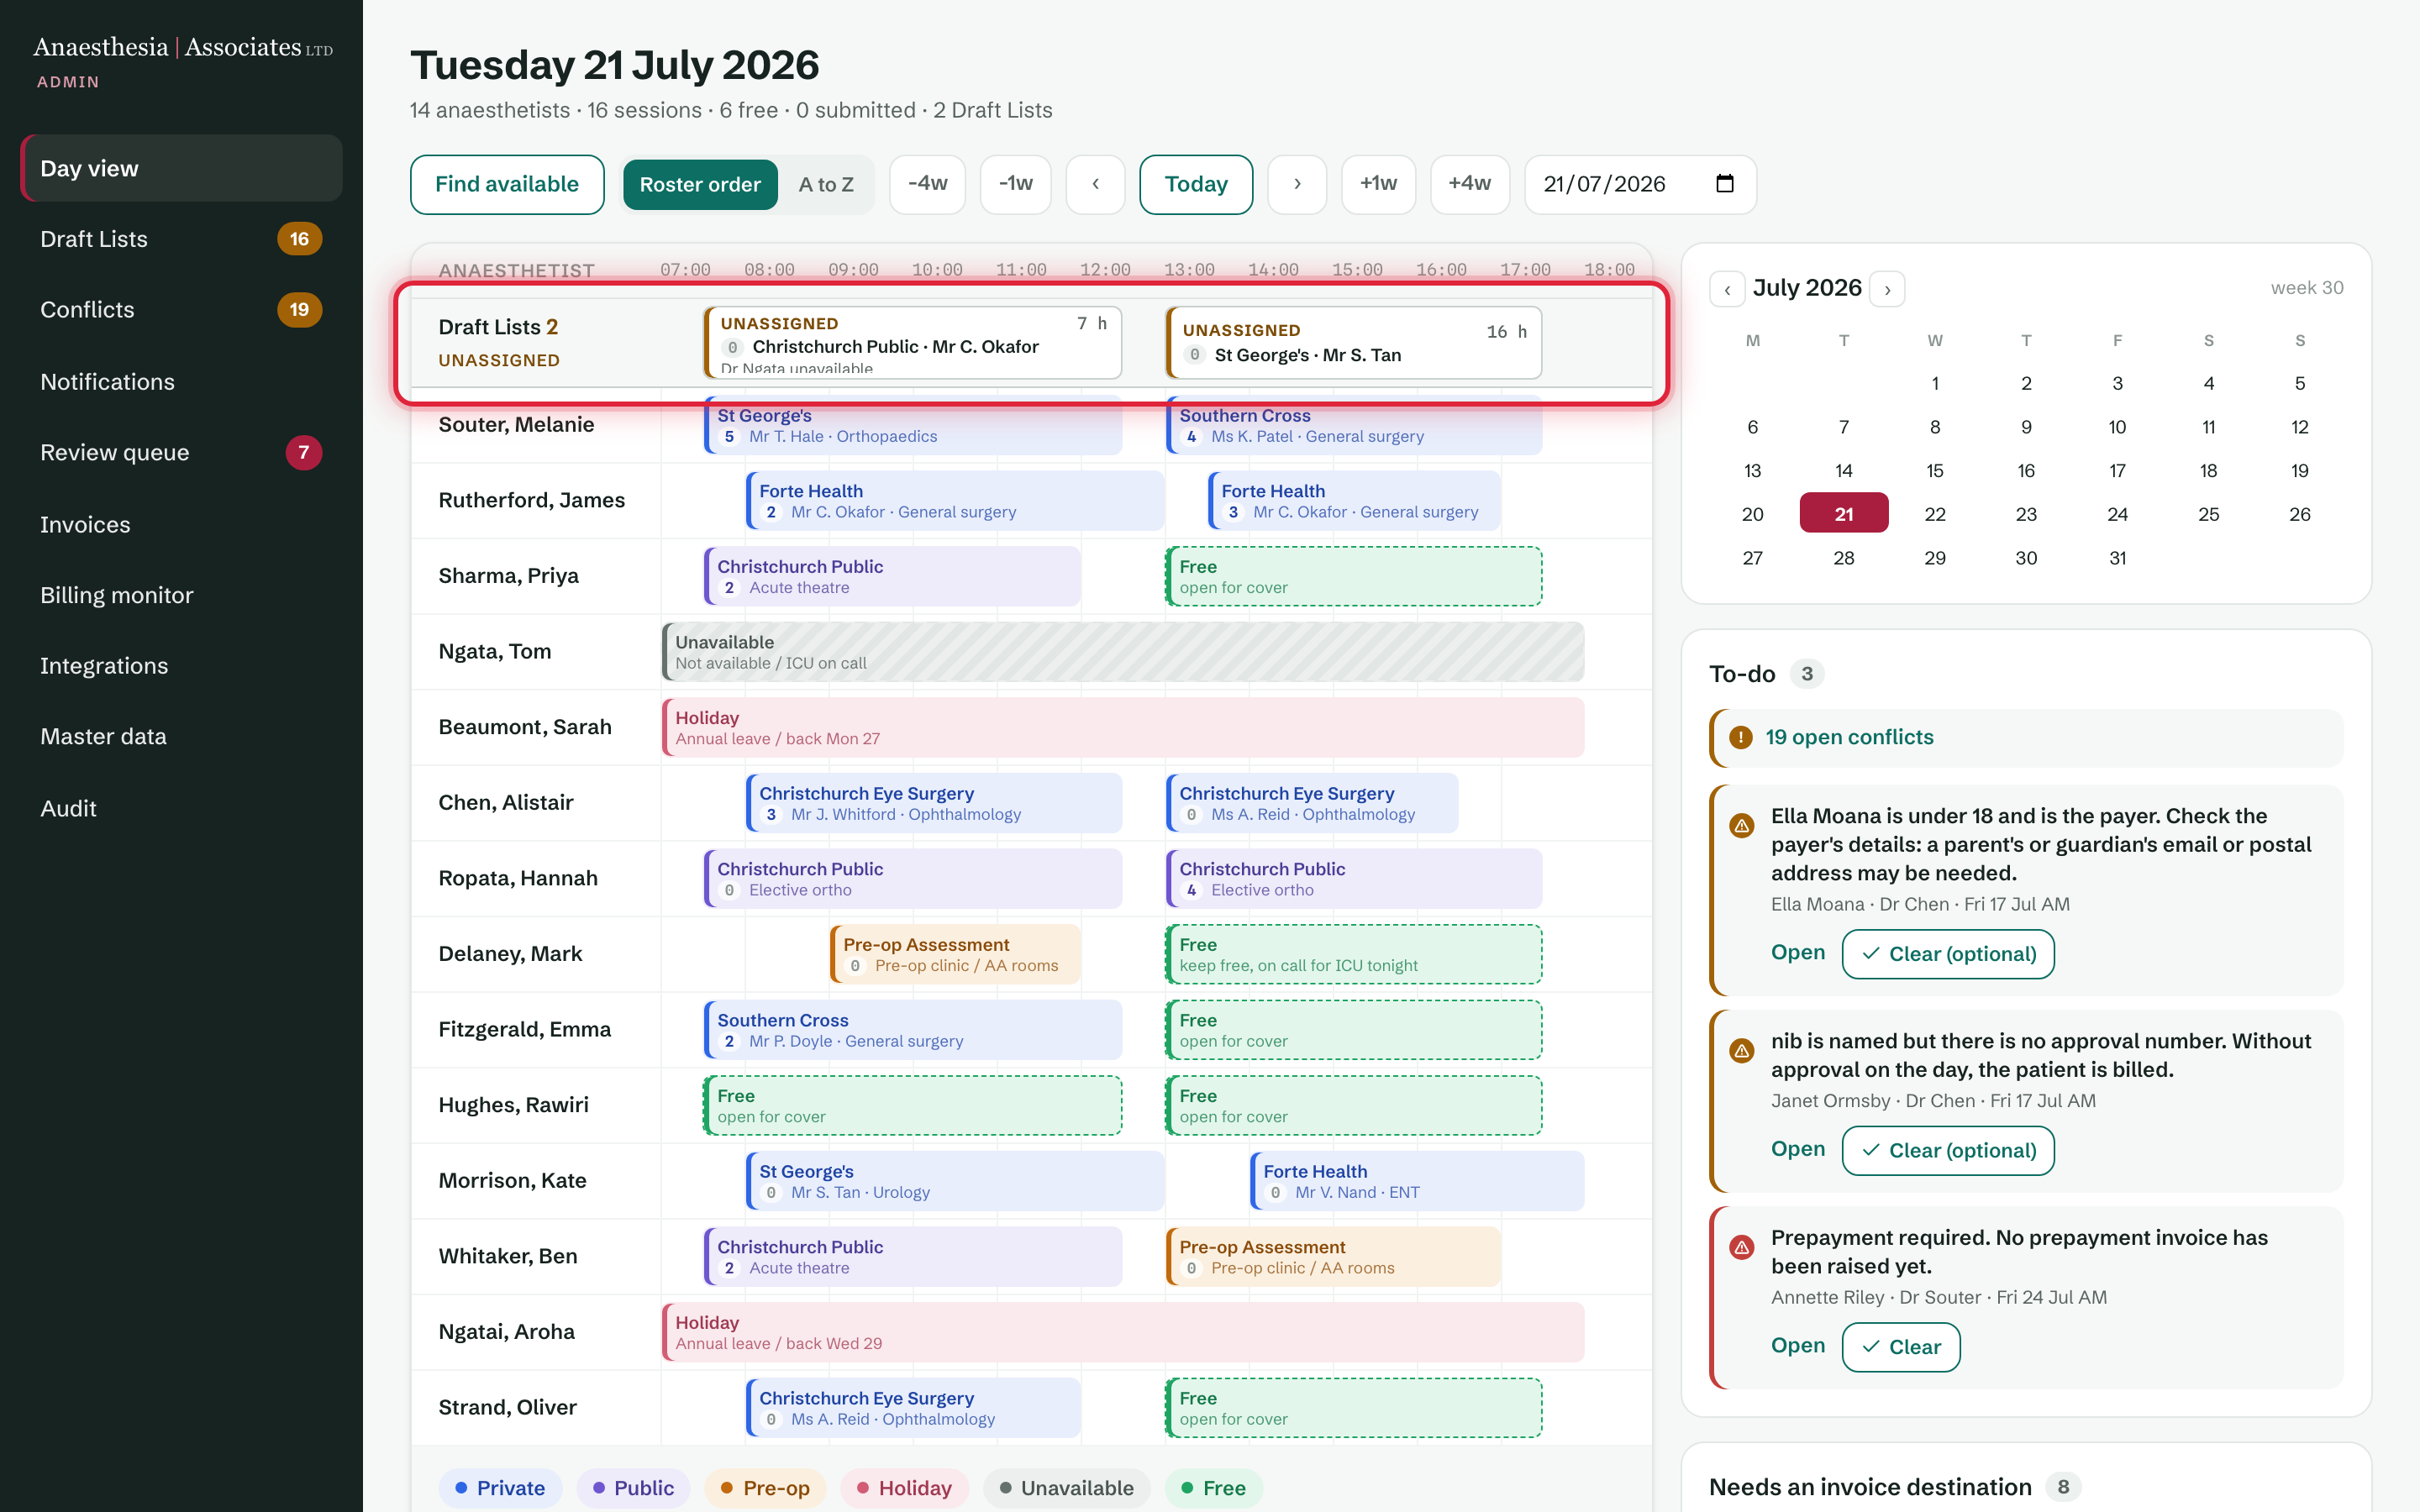 Anaesthesia | Associates LTD
ADMIN
Day view
Draft Lists 16
Conflicts 19
Notifications
Review queue 7
Invoices
Billing monitor
Integrations
Master data
Audit
Tuesday 21 July 2026
14 anaesthetists · 16 sessions · 6 free · 0 submitted · 2 Draft Lists
Find available Roster order A to Z -4w -1w ‹ Today › +1w +4w 21/07/2026
ANAESTHETIST 07:00 08:00 09:00 10:00 11:00 12:00 13:00 14:00 15:00 16:00 17:00 18:00
Draft Lists 2
UNASSIGNED
UNASSIGNED 7 h
0 Christchurch Public · Mr C. Okafor
Dr Ngata unavailable
UNASSIGNED 16 h
0 St George's · Mr S. Tan
Souter, Melanie
St George's
5 Mr T. Hale · Orthopaedics
Southern Cross
4 Ms K. Patel · General surgery
Rutherford, James
Forte Health
2 Mr C. Okafor · General surgery
Forte Health
3 Mr C. Okafor · General surgery
Sharma, Priya
Christchurch Public
2 Acute theatre
Free
open for cover
Ngata, Tom
Unavailable
Not available / ICU on call
Beaumont, Sarah
Holiday
Annual leave / back Mon 27
Chen, Alistair
Christchurch Eye Surgery
3 Mr J. Whitford · Ophthalmology
Christchurch Eye Surgery
0 Ms A. Reid · Ophthalmology
Ropata, Hannah
Christchurch Public
0 Elective ortho
Christchurch Public
4 Elective ortho
Delaney, Mark
Pre-op Assessment
0 Pre-op clinic / AA rooms
Free
keep free, on call for ICU tonight
Fitzgerald, Emma
Southern Cross
2 Mr P. Doyle · General surgery
Free
open for cover
Hughes, Rawiri
Free
open for cover
Free
open for cover
Morrison, Kate
St George's
0 Mr S. Tan · Urology
Forte Health
0 Mr V. Nand · ENT
Whitaker, Ben
Christchurch Public
2 Acute theatre
Pre-op Assessment
0 Pre-op clinic / AA rooms
Ngatai, Aroha
Holiday
Annual leave / back Wed 29
Strand, Oliver
Christchurch Eye Surgery
0 Ms A. Reid · Ophthalmology
Free
open for cover
Private Public Pre-op Holiday Unavailable Free
‹ July 2026 › week 30
M T W T F S S
1 2 3 4 5
6 7 8 9 10 11 12
13 14 15 16 17 18 19
20 21 22 23 24 25 26
27 28 29 30 31
To-do 3
19 open conflicts
Ella Moana is under 18 and is the payer. Check the
payer's details: a parent's or guardian's email or postal
address may be needed.
Ella Moana · Dr Chen · Fri 17 Jul AM
Open Clear (optional)
nib is named but there is no approval number. Without
approval on the day, the patient is billed.
Janet Ormsby · Dr Chen · Fri 17 Jul AM
Open Clear (optional)
Prepayment required. No prepayment invoice has
been raised yet.
Annette Riley · Dr Souter · Fri 24 Jul AM
Open Clear
Needs an invoice destination 8